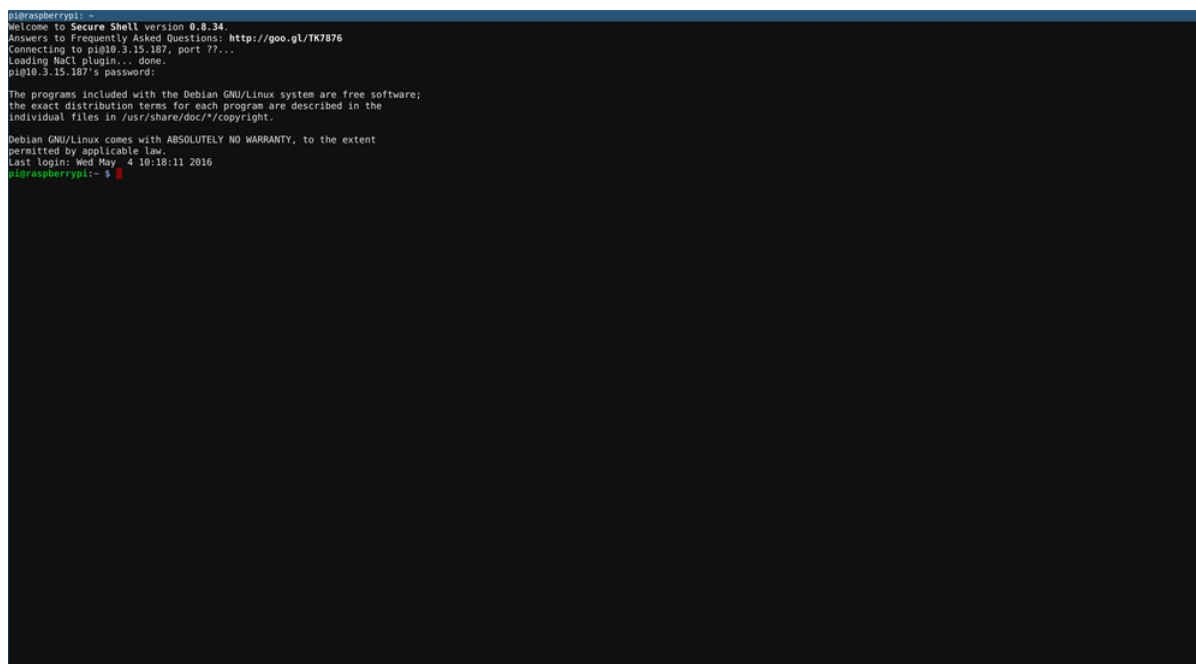 pi@raspberrypi: ~
Welcome to Secure Shell version 0.8.34.
Answers to Frequently Asked Questions: http://goo.gl/TK7876
Connecting to pi@10.3.15.187, port ??...
Loading NaCl plugin... done.
pi@10.3.15.187's password:
The programs included with the Debian GNU/Linux system are free software;
the exact distribution terms for each program are described in the
individual files in /usr/share/doc/*/copyright.
Debian GNU/Linux comes with ABSOLUTELY NO WARRANTY, to the extent
permitted by applicable law.
Last login: Wed May  4 10:18:11 2016
pi@raspberrypi:~ $